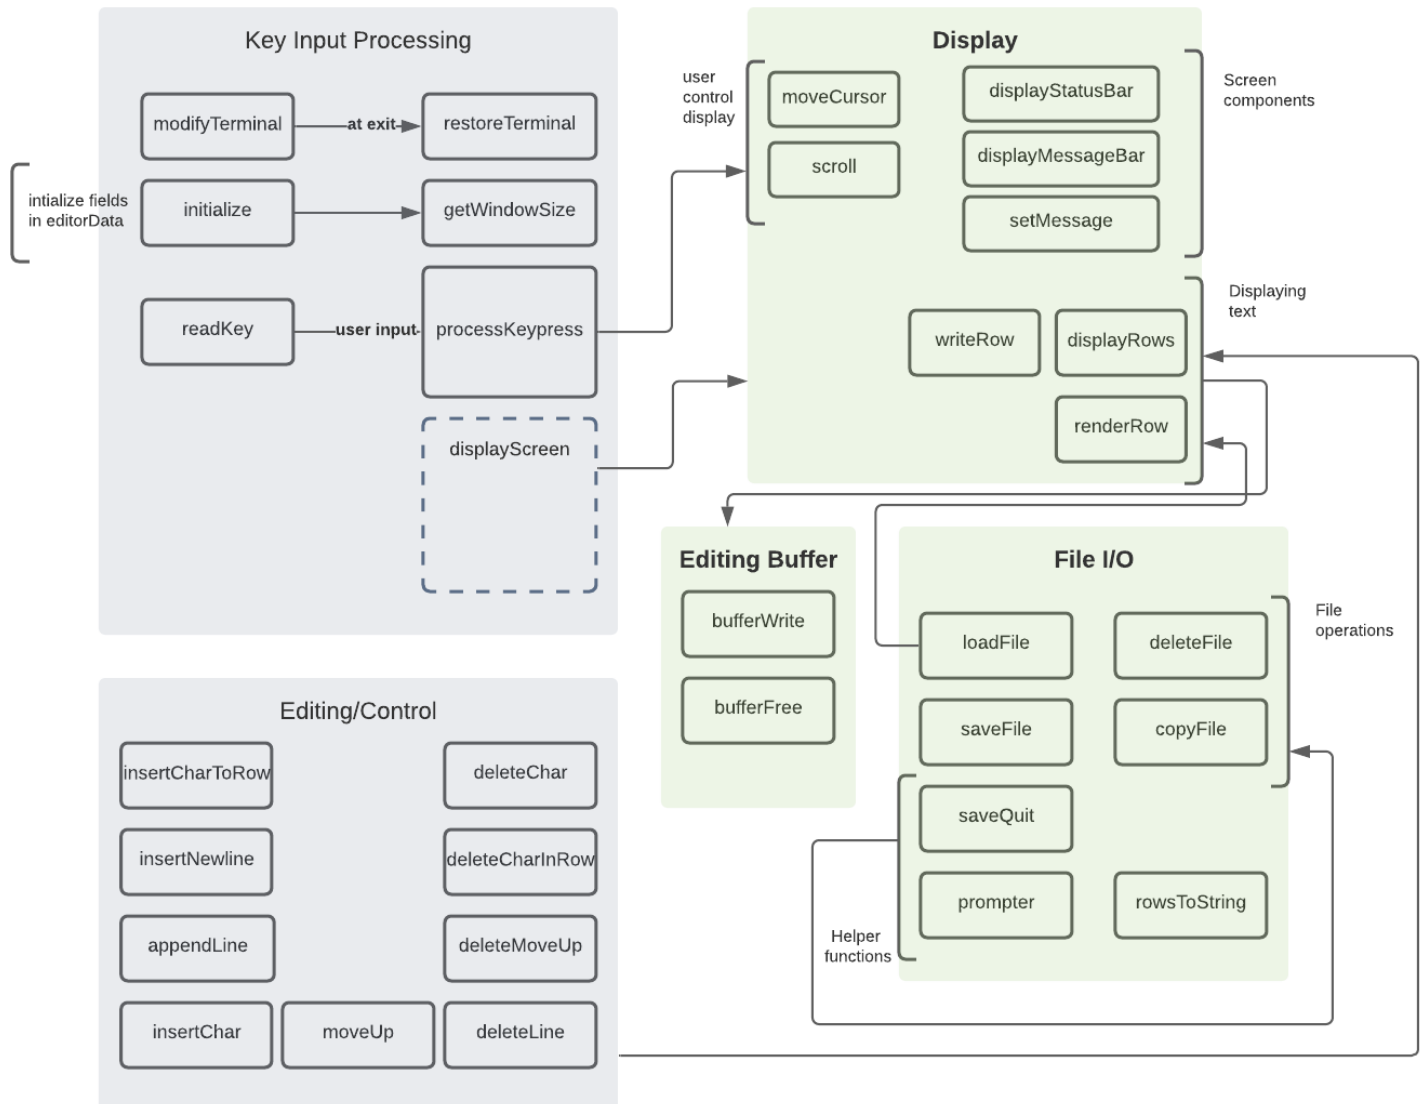 Key Input Processing
modifyTerminal
at exit
restoreTerminal
intialize fields
in editorData
initialize
getWindowSize
readKey
user input
processKeypress
displayScreen
Display
user
control
display
moveCursor
scroll
displayStatusBar
displayMessageBar
setMessage
Screen
components
Displaying
text
writeRow
displayRows
renderRow
Editing Buffer
bufferWrite
bufferFree
File I/O
loadFile
deleteFile
saveFile
copyFile
File
operations
saveQuit
prompter
rowsToString
Helper
functions
Editing/Control
insertCharToRow
deleteChar
insertNewline
deleteCharInRow
appendLine
deleteMoveUp
insertChar
moveUp
deleteLine